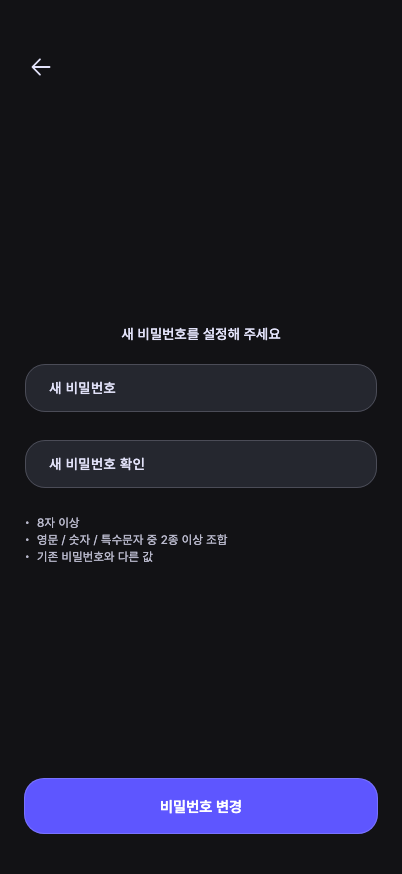 새 비밀번호를 설정해 주세요
새 비밀번호
새 비밀번호 확인
• 8자 이상
• 영문 / 숫자 / 특수문자 중 2종 이상 조합
• 기존 비밀번호와 다른 값
비밀번호 변경